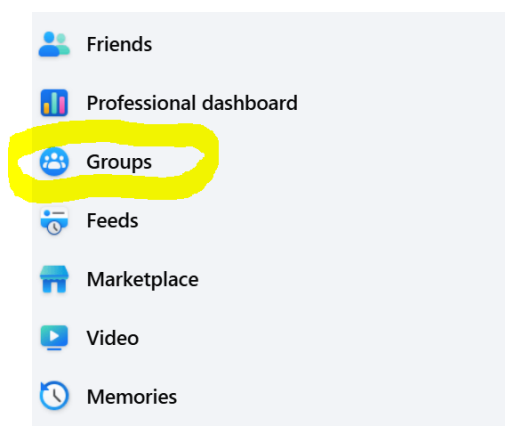 Friends
Professional dashboard
Groups
Feeds
Marketplace
Video
Memories